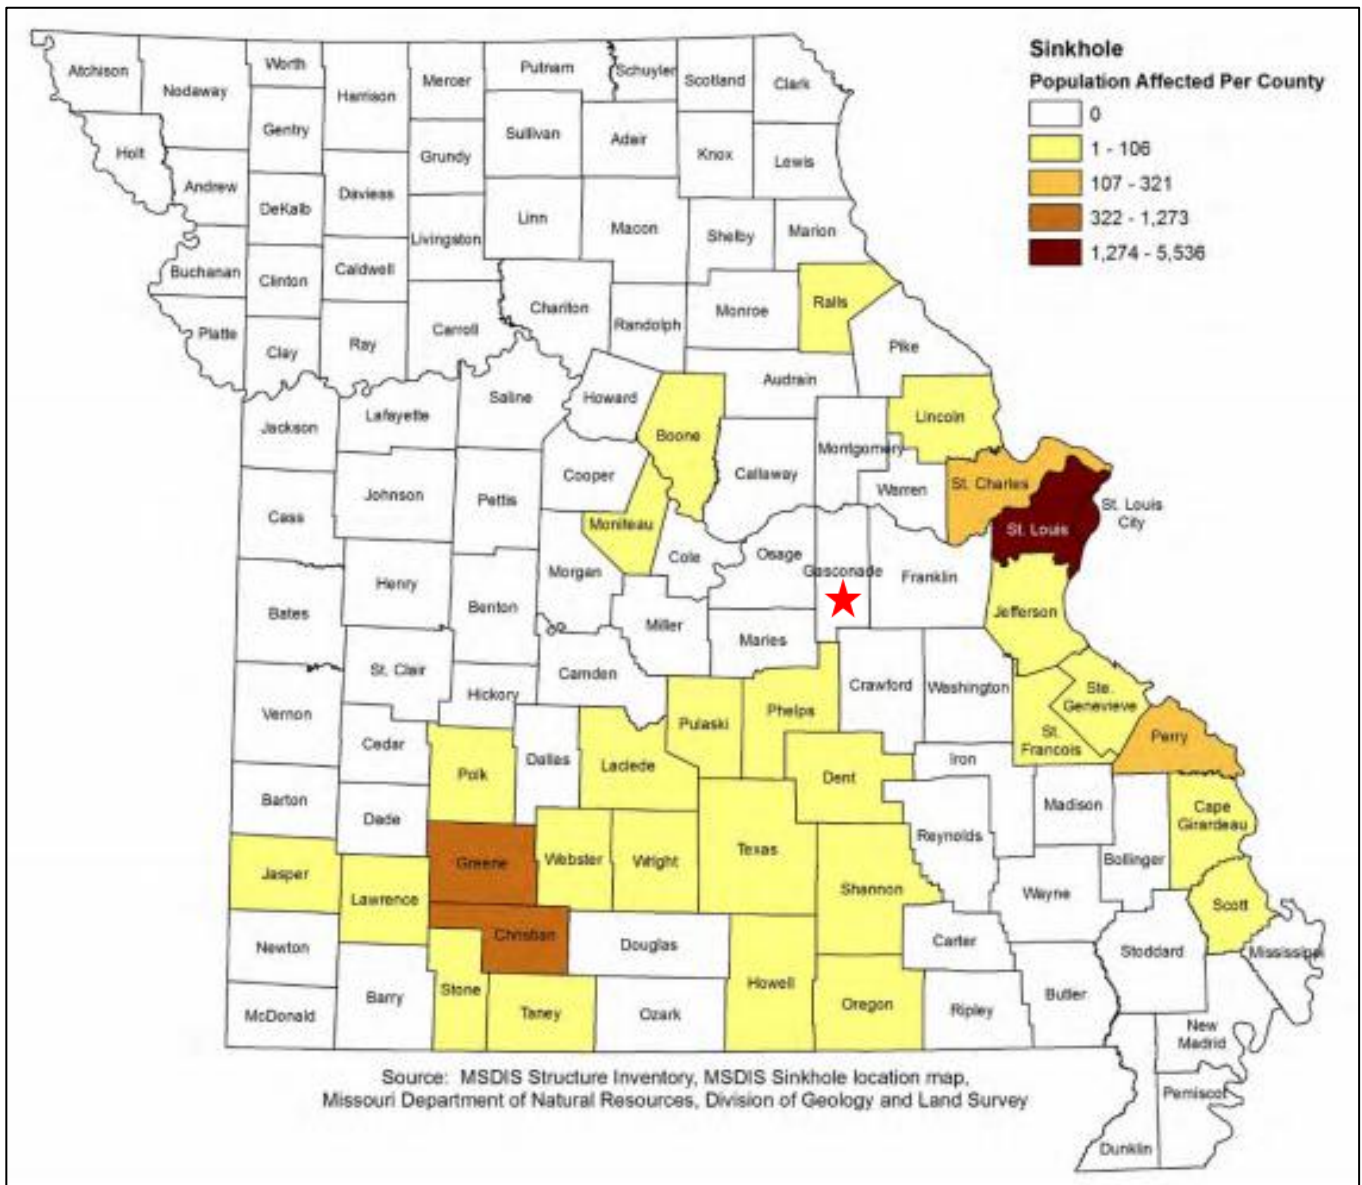 Sinkhole
Population Affected Per County
0
1 - 106
107 - 321
322 - 1,273
1,274 - 5,536
Atchison
Nodaway
Worth
Harrison
Mercer
Putnam
Schuyler
Scotland
Clark
Gentry
Sullivan
Adair
Holt
Grundy
Knox
Lewis
Andrew
DeKalb
Daviess
Linn
Macon
Livingston
Shelby
Marion
Buchanan
Clinton
Caldwell
Chariton
Ralls
Monroe
Randolph
Platte
Clay
Ray
Carroll
Pike
Audrain
Saline
Howard
Jackson
Lafayette
Boone
Lincoln
Montgomery
Cooper
Callaway
Warren
St. Charles
Johnson
Pettis
St. Louis
City
Cass
Moniteau
St. Louis
Cole
Osage
Gasconade
Franklin
Morgan
Henry
Benton
Bates
Miller
Maries
Jefferson
St. Clair
Camden
Hickory
Crawford
Washington
Ste.
Genevieve
Vernon
Pulaski
Phelps
St.
Francois
Perry
Cedar
Dallas
Laclede
Iron
Polk
Dent
Barton
Madison
Cape
Girardeau
Dade
Reynolds
Greene
Webster
Wright
Texas
Bollinger
Jasper
Lawrence
Shannon
Wayne
Scott
Christian
Newton
Douglas
Carter
Stoddard
Mississippi
Barry
Stone
Howell
McDonald
Taney
Ozark
Oregon
Ripley
Butler
New
Madrid
Pemiscot
Dunklin
Source: MSDIS Structure Inventory, MSDIS Sinkhole location map,
Missouri Department of Natural Resources, Division of Geology and Land Survey